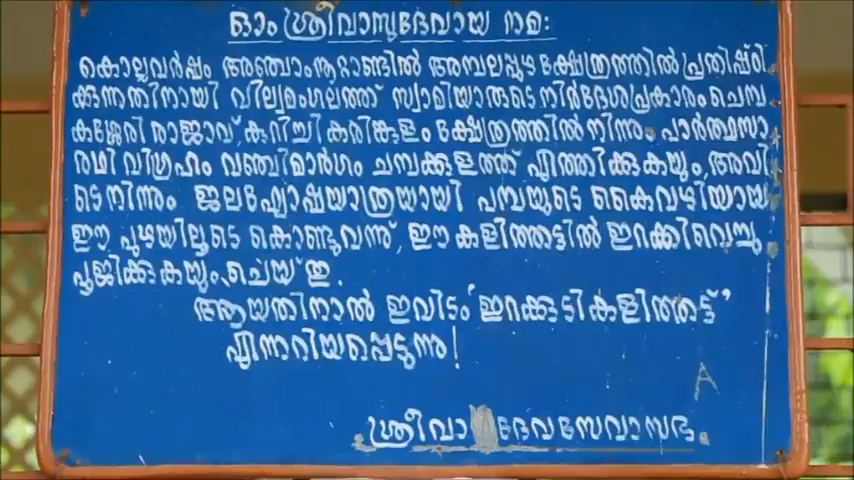 ഓം ശ്രീവാസുദേവായ നമ:
കൊല്ലവർഷം അഞ്ചാംനൂറ്റാണ്ടിൽ അമ്പലപ്പുഴ ക്ഷേത്രത്തിൽ പ്രതിഷ്ഠി
ക്കുന്നതിനായി വില്വമംഗലത്ത് സ്വാമിയാരുടെ നിർദ്ദേശപ്രകാരം ചെമ്പ
കശ്ശേരി രാജാവ്, കുറിച്ചി കരികുളം ക്ഷേത്രത്തിൽ നിന്നും പാർത്ഥസാ
രഥി വിഗ്രഹം വഞ്ചിമാർഗം ചമ്പക്കുളത്ത് എത്തിക്കുകയും, അവി
ടെനിന്നും ജലഘോഷയാത്രയായി പമ്പയുടെ കൈവഴിയായ
ഈ പുഴയിലൂടെ കൊണ്ടുവന്ന്, ഈ കളിത്തട്ടിൽ ഇറക്കിവെച്ചു
പൂജിക്കുകയും ചെയ്തു.
ആയതിനാൽ ഇവിടം 'ഇറക്കുടികളിത്തട്ട്'
എന്നറിയപ്പെടുന്നു!
ശ്രീവാ ദേവസേവാസഭ.